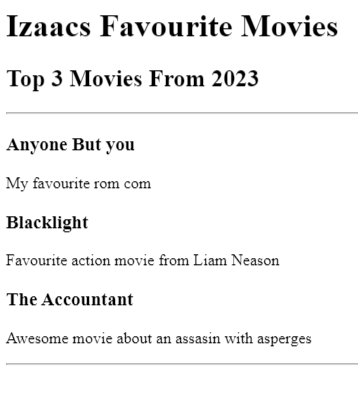 Izaacs Favourite Movies
Top 3 Movies From 2023
Anyone But you
My favourite rom com
Blacklight
Favourite action movie from Liam Neason
The Accountant
Awesome movie about an assasin with asperges